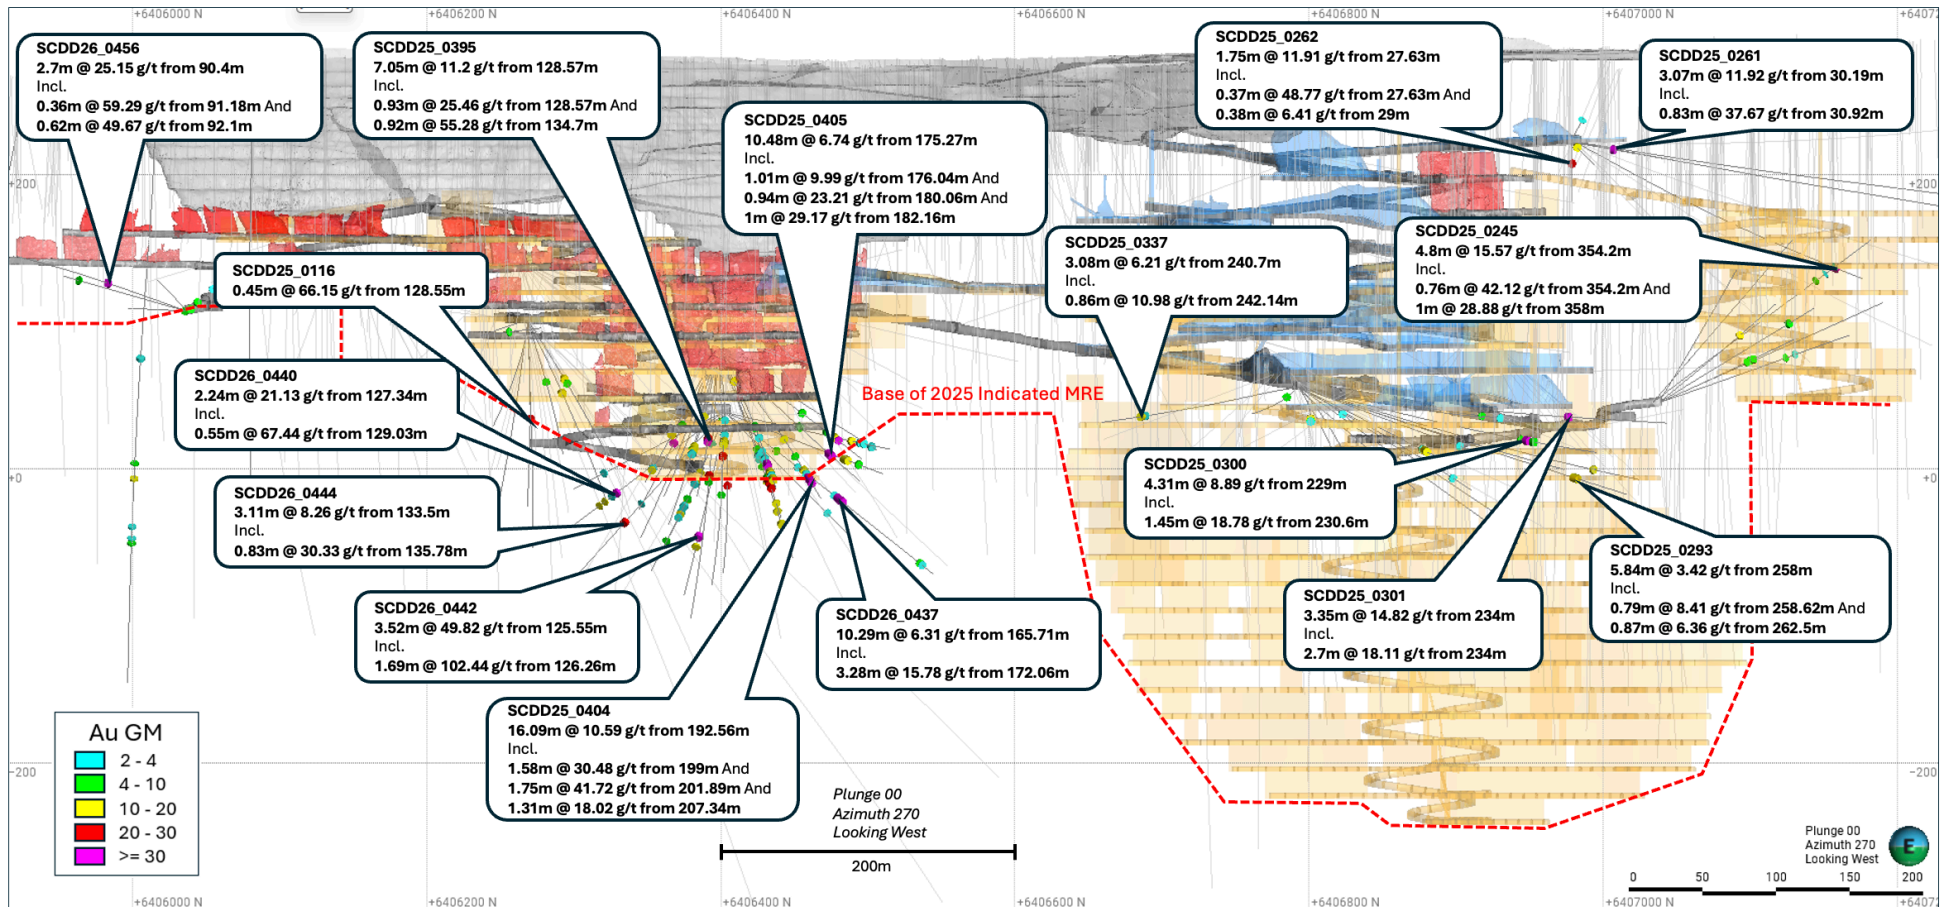 +6406000 N
+6406200 N
+6406400 N
+6406600 N
+6406800 N
+6407000 N
SCDD26_0456
2.7m @ 25.15 g/t from 90.4m
Incl.
0.36m @ 59.29 g/t from 91.18m And
0.62m @ 49.67 g/t from 92.1m
SCDD25_0395
7.05m @ 11.2 g/t from 128.57m
Incl.
0.93m @ 25.46 g/t from 128.57m And
0.92m @ 55.28 g/t from 134.7m
SCDD25_0405
10.48m @ 6.74 g/t from 175.27m
Incl.
1.01m @ 9.99 g/t from 176.04m And
0.94m @ 23.21 g/t from 180.06m And
1m @ 29.17 g/t from 182.16m
SCDD25_0262
1.75m @ 11.91 g/t from 27.63m
Incl.
0.37m @ 48.77 g/t from 27.63m And
0.38m @ 6.41 g/t from 29m
SCDD25_0261
3.07m @ 11.92 g/t from 30.19m
Incl.
0.83m @ 37.67 g/t from 30.92m
+200
+200
SCDD25_0116
0.45m @ 66.15 g/t from 128.55m
SCDD25_0337
3.08m @ 6.21 g/t from 240.7m
Incl.
0.86m @ 10.98 g/t from 242.14m
SCDD25_0245
4.8m @ 15.57 g/t from 354.2m
Incl.
0.76m @ 42.12 g/t from 354.2m And
1m @ 28.88 g/t from 358m
SCDD26_0440
2.24m @ 21.13 g/t from 127.34m
Incl.
0.55m @ 67.44 g/t from 129.03m
Base of 2025 Indicated MRE
+0
+0
SCDD26_0444
3.11m @ 8.26 g/t from 133.5m
Incl.
0.83m @ 30.33 g/t from 135.78m
SCDD25_0300
4.31m @ 8.89 g/t from 229m
Incl.
1.45m @ 18.78 g/t from 230.6m
SCDD25_0293
5.84m @ 3.42 g/t from 258m
Incl.
0.79m @ 8.41 g/t from 258.62m And
0.87m @ 6.36 g/t from 262.5m
SCDD26_0442
3.52m @ 49.82 g/t from 125.55m
Incl.
1.69m @ 102.44 g/t from 126.26m
SCDD26_0437
10.29m @ 6.31 g/t from 165.71m
Incl.
3.28m @ 15.78 g/t from 172.06m
SCDD25_0301
3.35m @ 14.82 g/t from 234m
Incl.
2.7m @ 18.11 g/t from 234m
SCDD25_0404
16.09m @ 10.59 g/t from 192.56m
Incl.
1.58m @ 30.48 g/t from 199m And
1.75m @ 41.72 g/t from 201.89m And
1.31m @ 18.02 g/t from 207.34m
Au GM
2 - 4
4 - 10
10 - 20
20 - 30
>= 30
-200
-200
Plunge 00
Azimuth 270
Looking West
200m
Plunge 00
Azimuth 270
Looking West
E
0 50 100 150 200
+6406000 N
+6406200 N
+6406400 N
+6406600 N
+6406800 N
+6407000 N